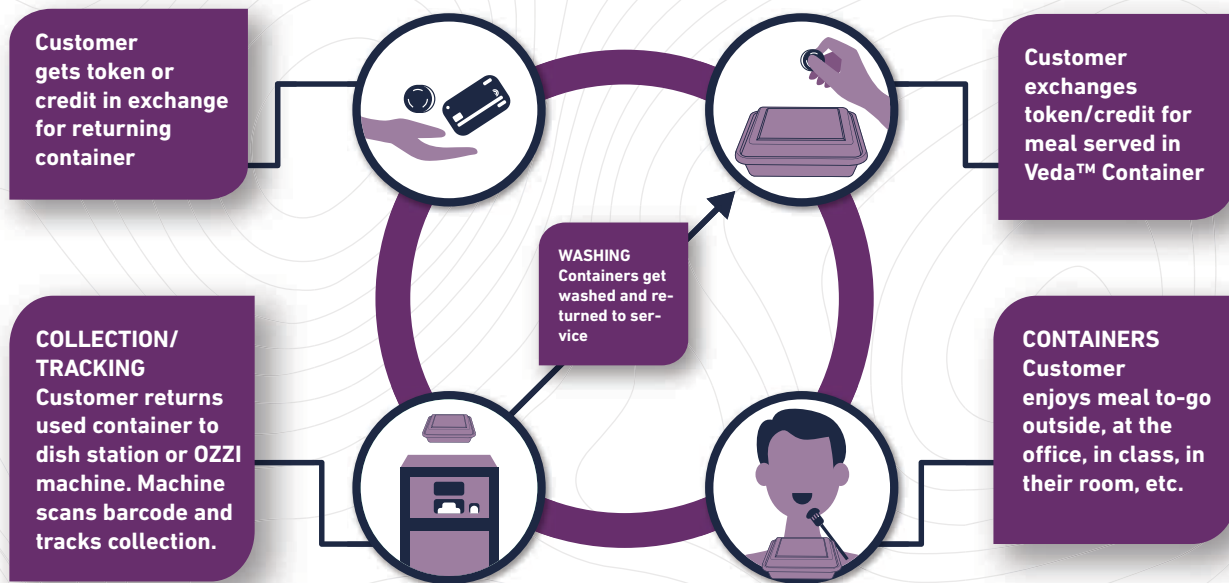 Customer
gets token or
credit in exchange
for returning
container
Customer
exchanges
token/credit for
meal served in
Veda™ Container
WASHING
Containers get
washed and re-
turned to ser-
vice
COLLECTION/
TRACKING
Customer returns
used container to
dish station or OZZI
machine. Machine
scans barcode and
tracks collection.
CONTAINERS
Customer
enjoys meal to-go
outside, at the
office, in class, in
their room, etc.